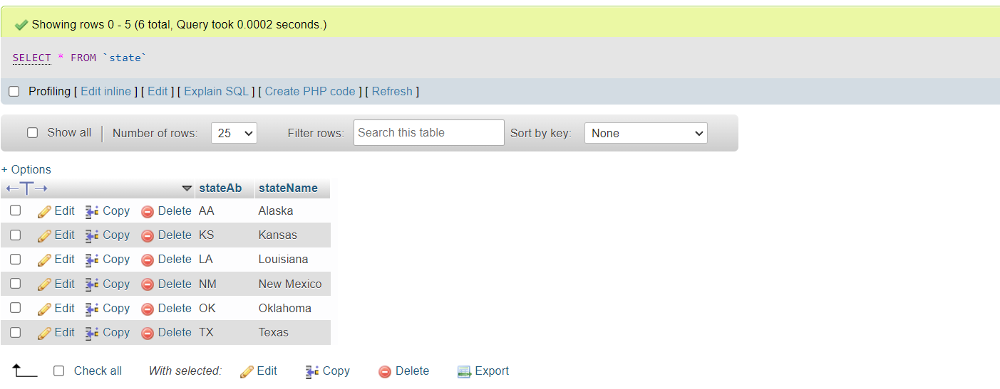 Showing rows 0 - 5 (6 total, Query took 0.0002 seconds.)
SELECT * FROM `state`
Profiling [ Edit inline ] [ Edit ] [ Explain SQL ] [ Create PHP code ] [ Refresh ]
Show all Number of rows: 25 Filter rows: Search this table Sort by key: None
+ Options
stateAb stateName
Edit Copy Delete AA Alaska
Edit Copy Delete KS Kansas
Edit Copy Delete LA Louisiana
Edit Copy Delete NM New Mexico
Edit Copy Delete OK Oklahoma
Edit Copy Delete TX Texas
Check all With selected: Edit Copy Delete Export